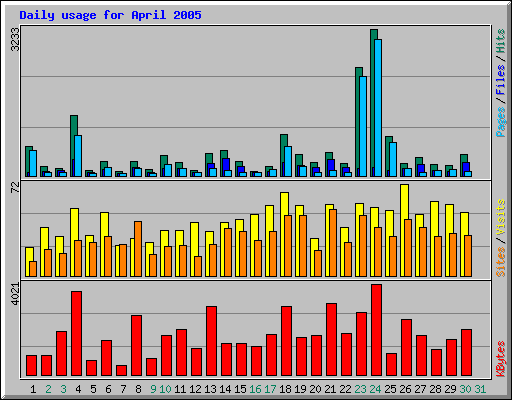 Daily usage for April 2005
3233
Pages / Files / Hits
72
Sites / Visits
4021
KBytes
1 2 3 4 5 6 7 8 9 10 11 12 13 14 15 16 17 18 19 20 21 22 23 24 25 26 27 28 29 30 31